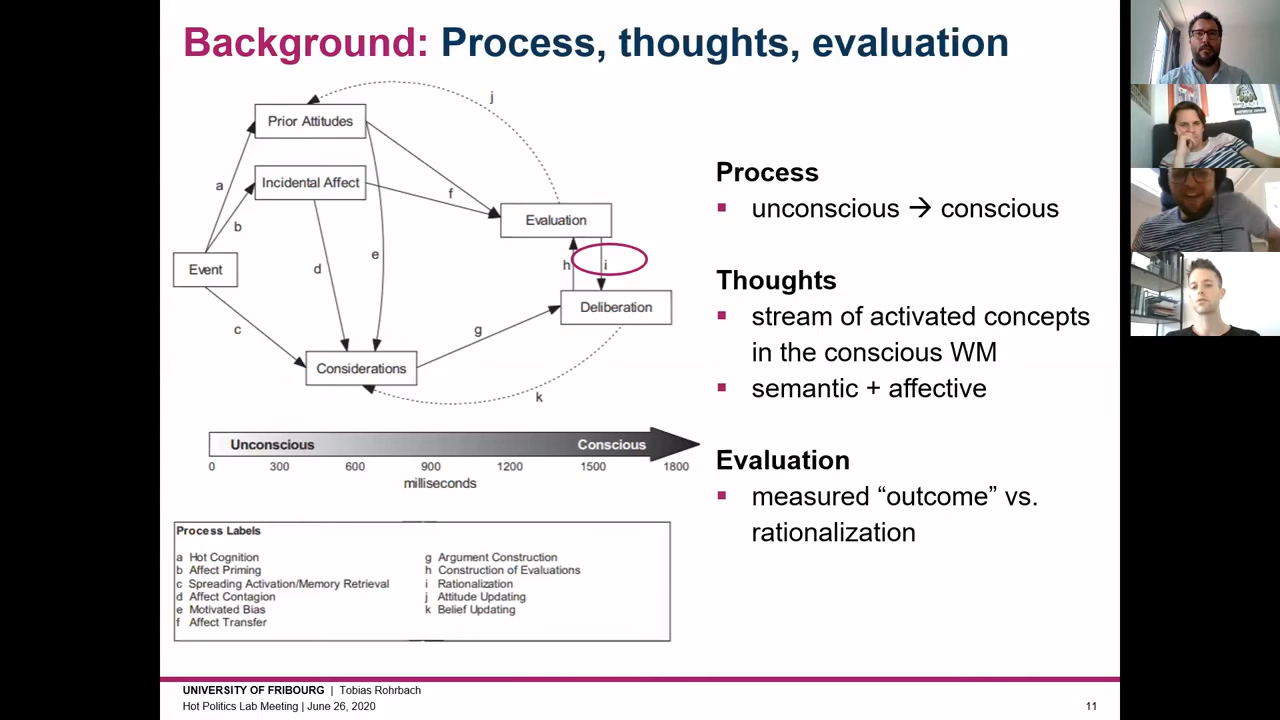 Background: Process, thoughts, evaluation
Prior Attitudes
Incidental Affect
Event
Considerations
Evaluation
Deliberation
a
b
c
d
e
f
g
h
i
j
k
Unconscious Conscious
0 300 600 900 1200 1500 1800
milliseconds
Process Labels
a Hot Cognition
b Affect Priming
c Spreading Activation/Memory Retrieval
d Affect Contagion
e Motivated Bias
f Affect Transfer
g Argument Construction
h Construction of Evaluations
i Rationalization
j Attitude Updating
k Belief Updating
Process
▪ unconscious → conscious
Thoughts
▪ stream of activated concepts
in the conscious WM
▪ semantic + affective
Evaluation
▪ measured “outcome” vs.
rationalization
UNIVERSITY OF FRIBOURG | Tobias Rohrbach
Hot Politics Lab Meeting | June 26, 2020
11